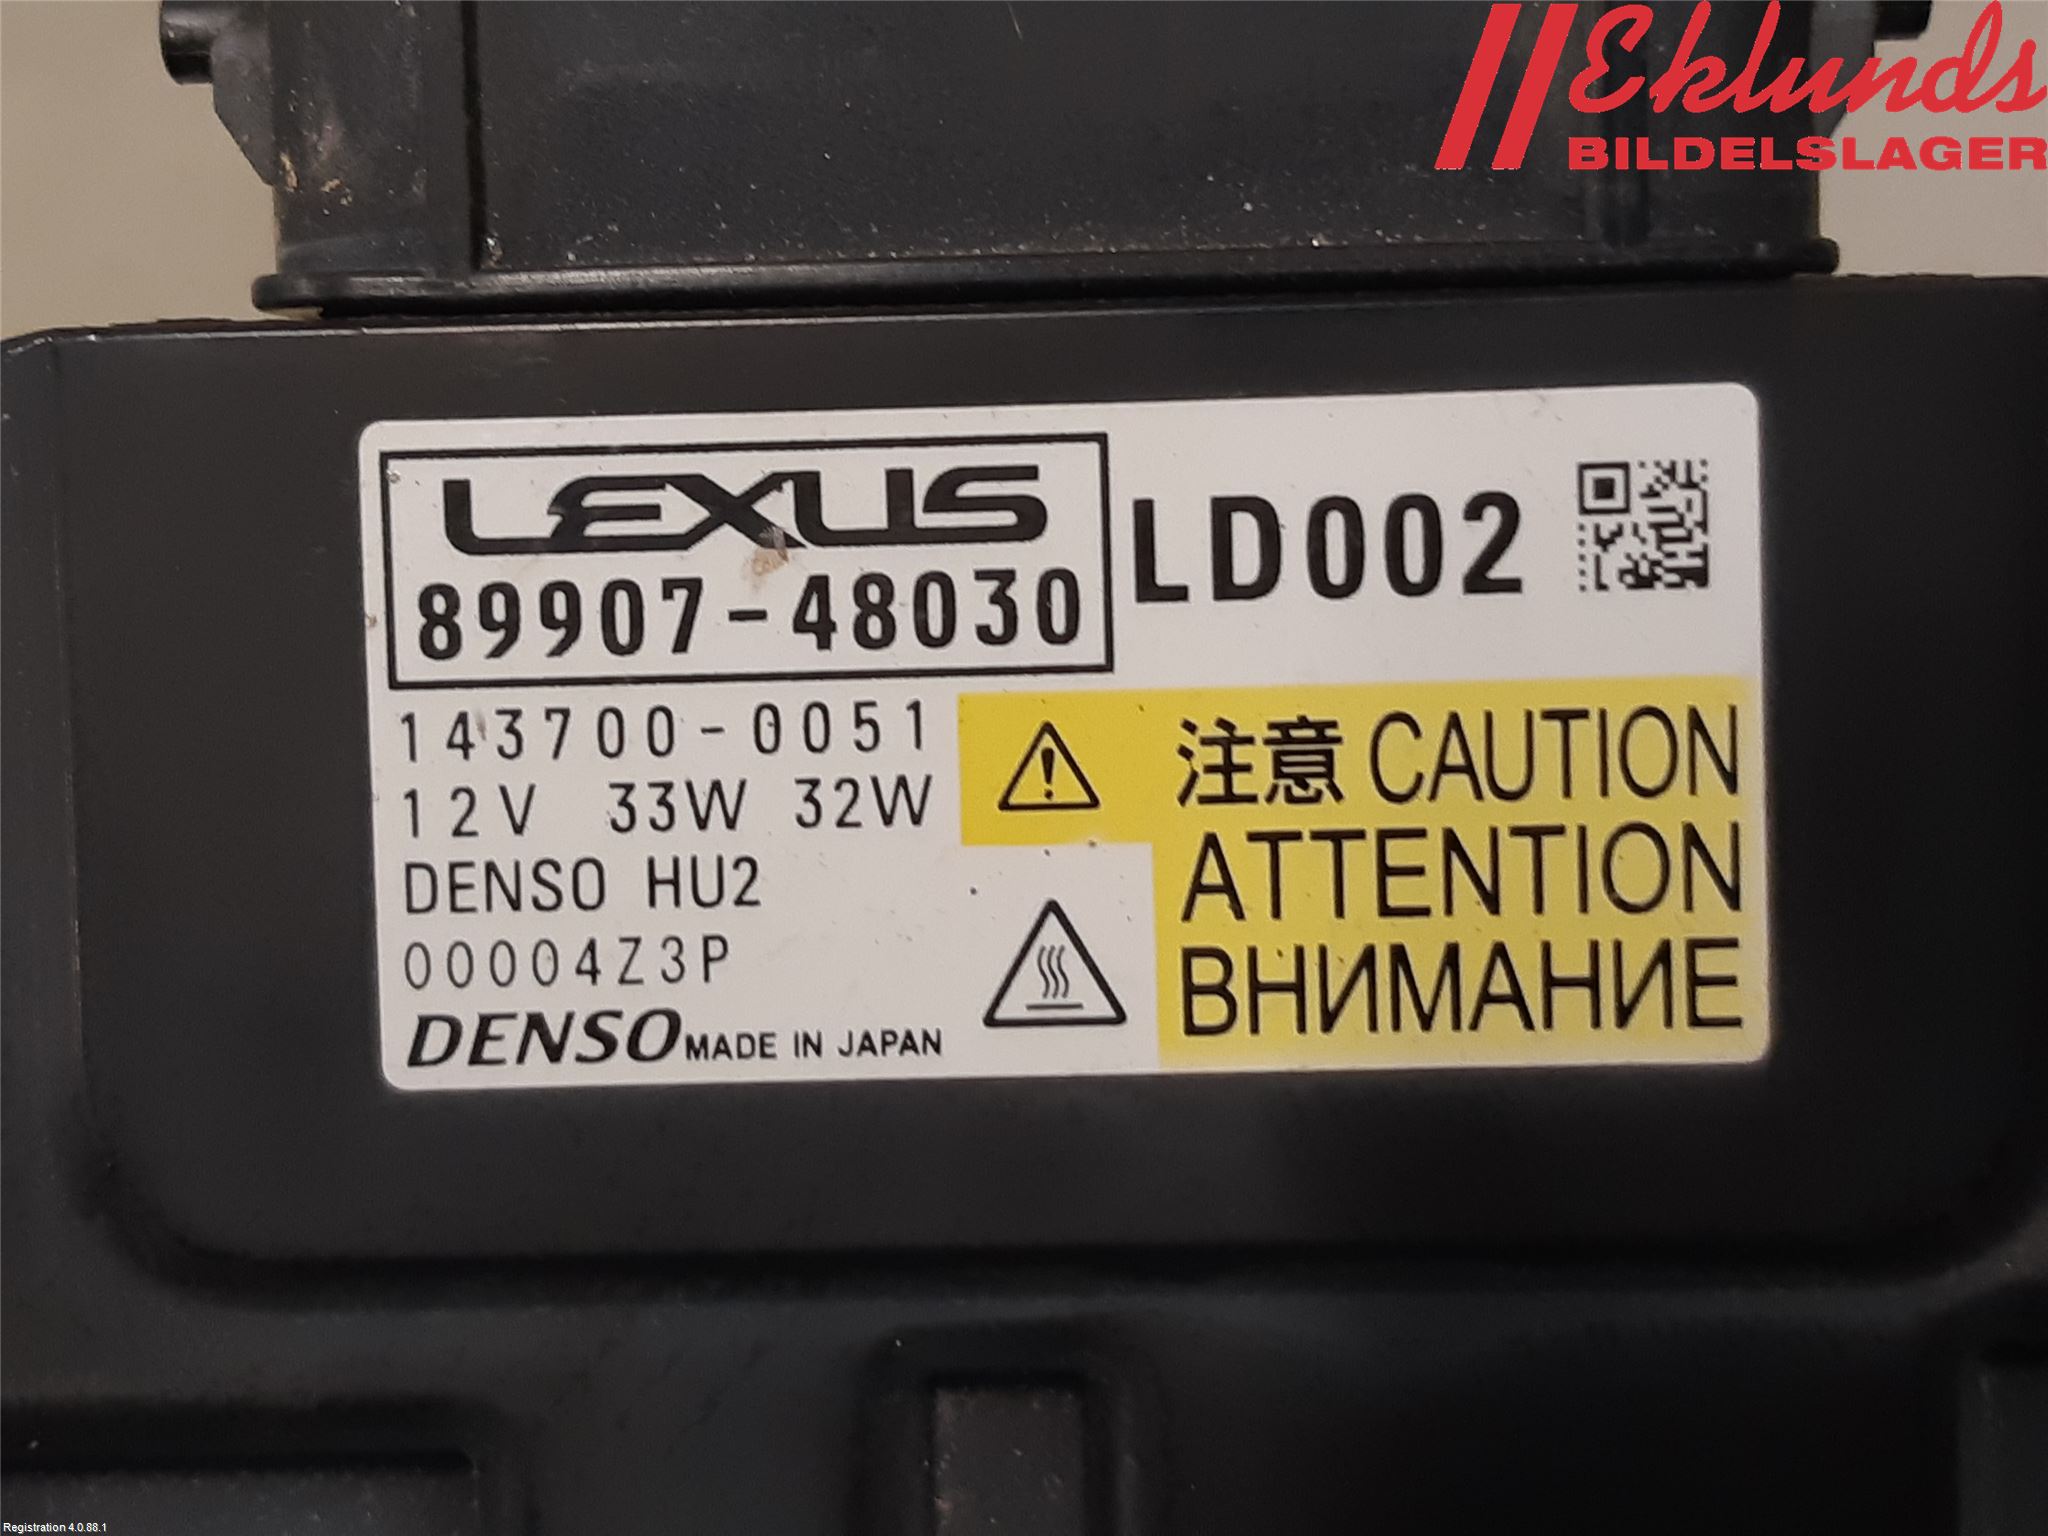 Eklunds
BILDELSLAGER
LEXUS
89907-48030
LD002
143700-0051
12V 33W 32W
DENSO HU2
00004Z3P
DENSO MADE IN JAPAN
注意 CAUTION
ATTENTION
ВНИМАНИЕ
Registration 4.0.88.1